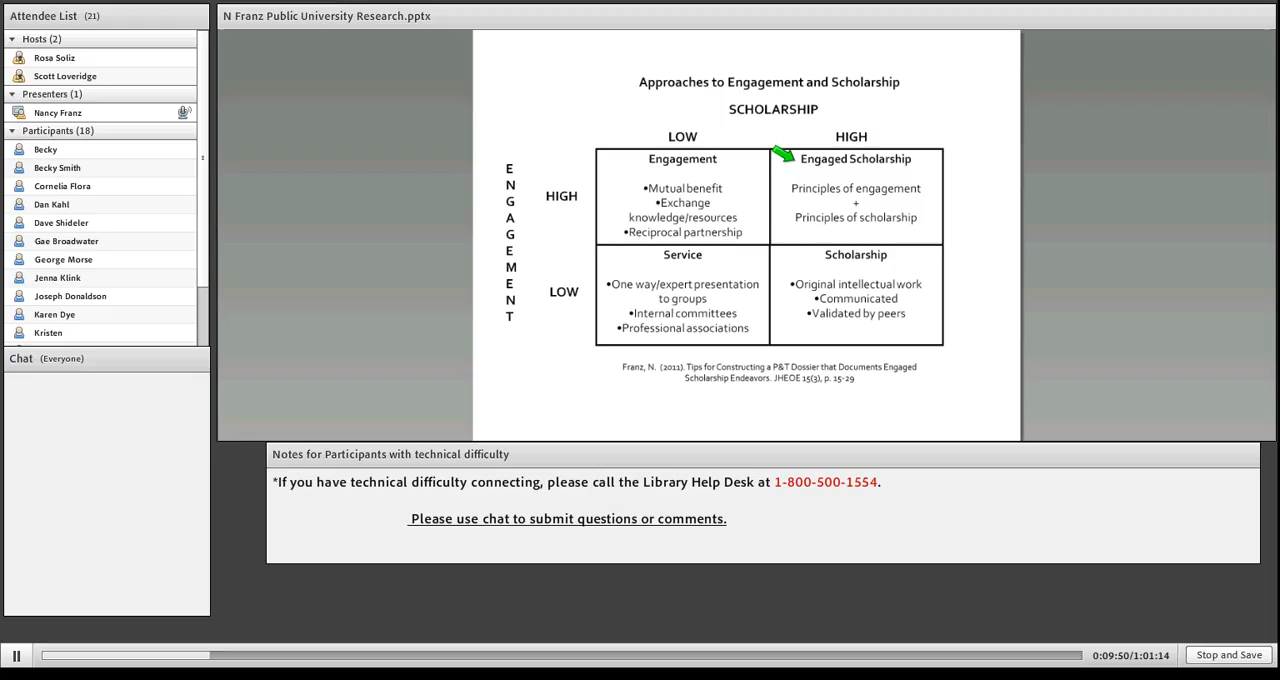 Attendee List (21)
Hosts (2)
Rosa Soliz
Scott Loveridge
Presenters (1)
Nancy Franz
Participants (18)
Becky
Becky Smith
Cornelia Flora
Dan Kahl
Dave Shideler
Gae Broadwater
George Morse
Jenna Klink
Joseph Donaldson
Karen Dye
Kristen
Chat (Everyone)
N Franz Public University Research.pptx
Approaches to Engagement and Scholarship
SCHOLARSHIP
LOW HIGH
ENGAGEMENT
HIGH
Engagement
•Mutual benefit
•Exchange
knowledge/resources
•Reciprocal partnership
Engaged Scholarship
Principles of engagement
+
Principles of scholarship
LOW
Service
•One way/expert presentation
to groups
•Internal committees
•Professional associations
Scholarship
•Original intellectual work
•Communicated
•Validated by peers
Franz, N. (2011). Tips for Constructing a P&T Dossier that Documents Engaged
Scholarship Endeavors. JHEOE 15(3), p. 15-29
Notes for Participants with technical difficulty
*If you have technical difficulty connecting, please call the Library Help Desk at 1-800-500-1554.
Please use chat to submit questions or comments.
0:09:50/1:01:14
Stop and Save